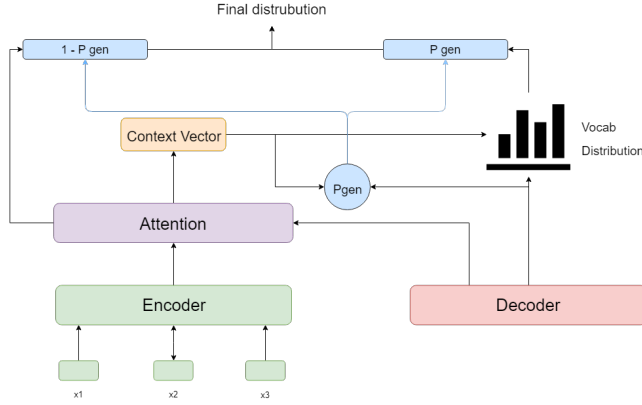 Final distrubution
1 - P gen
P gen
Context Vector
Vocab
Distribution
Pgen
Attention
Encoder
Decoder
x1
x2
x3